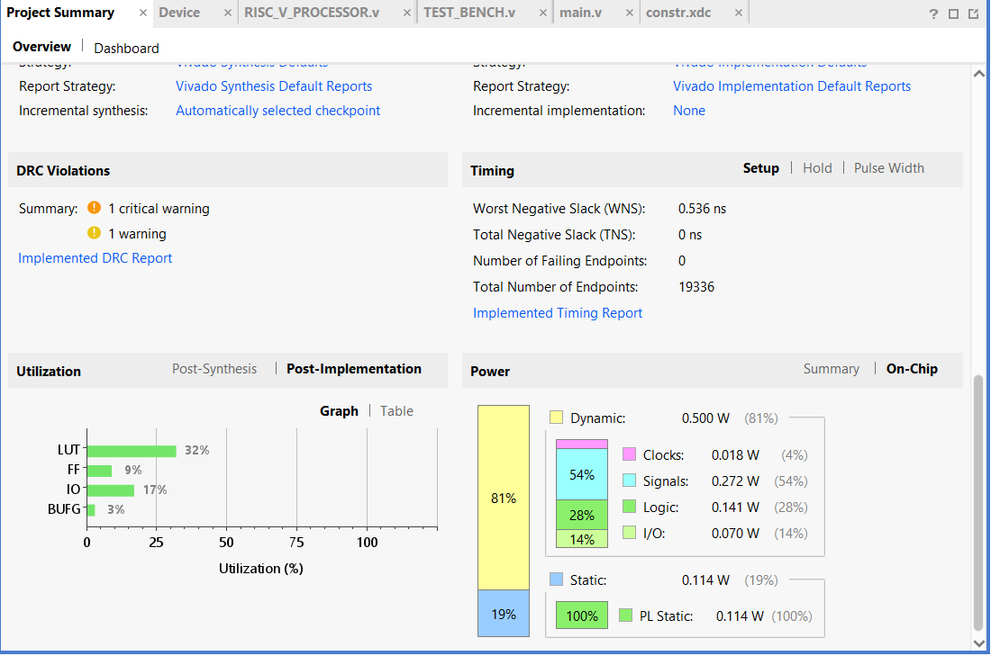 Project Summary × Device × RISC_V_PROCESSOR.v × TEST_BENCH.v × main.v × constr.xdc × ?
Overview | Dashboard
Strategy: Vivado Synthesis Defaults
Strategy: Vivado Implementation Defaults
Report Strategy: Vivado Synthesis Default Reports
Report Strategy: Vivado Implementation Default Reports
Incremental synthesis: Automatically selected checkpoint
Incremental implementation: None
DRC Violations
Summary: ! 1 critical warning
! 1 warning
Implemented DRC Report
Timing Setup | Hold | Pulse Width
Worst Negative Slack (WNS): 0.536 ns
Total Negative Slack (TNS): 0 ns
Number of Failing Endpoints: 0
Total Number of Endpoints: 19336
Implemented Timing Report
Utilization Post-Synthesis | Post-Implementation
Graph | Table
LUT 32%
FF 9%
IO 17%
BUFG 3%
0 25 50 75 100
Utilization (%)
Power Summary | On-Chip
81%
19%
Dynamic: 0.500 W (81%)
54%
28%
14%
Clocks: 0.018 W (4%)
Signals: 0.272 W (54%)
Logic: 0.141 W (28%)
I/O: 0.070 W (14%)
Static: 0.114 W (19%)
100% PL Static: 0.114 W (100%)